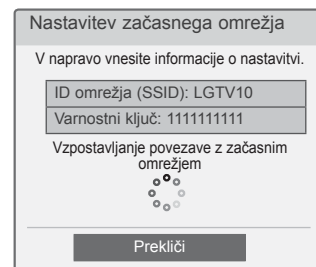 Nastavitev začasnega omrežja
V napravo vnesite informacije o nastavitvi.
ID omrežja (SSID): LGTV10
Varnostni ključ: 1111111111
Vzpostavljanje povezave z začasnim
omrežjem
Prekliči